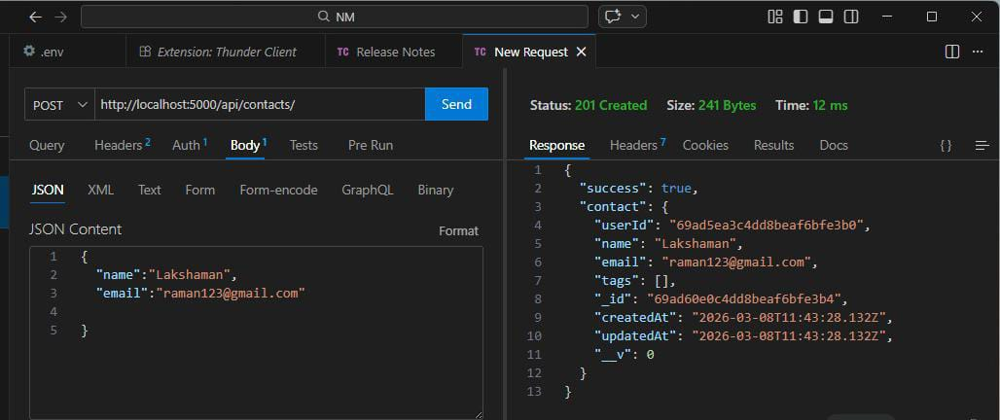 NM
.env
Extension: Thunder Client
TC Release Notes
TC New Request
POST
http://localhost:5000/api/contacts/
Send
Query
Headers 2
Auth 1
Body 1
Tests
Pre Run
JSON
XML
Text
Form
Form-encode
GraphQL
Binary
JSON Content
Format
1 {
2 "name":"Lakshaman",
3 "email":"raman123@gmail.com"
4
5 }
Status: 201 Created Size: 241 Bytes Time: 12 ms
Response
Headers 7
Cookies
Results
Docs
{ }
1 {
2 "success": true,
3 "contact": {
4 "userId": "69ad5ea3c4dd8beaf6bfe3b0",
5 "name": "Lakshaman",
6 "email": "raman123@gmail.com",
7 "tags": [],
8 "_id": "69ad60e0c4dd8beaf6bfe3b4",
9 "createdAt": "2026-03-08T11:43:28.132Z",
10 "updatedAt": "2026-03-08T11:43:28.132Z",
11 "__v": 0
12 }
13 }